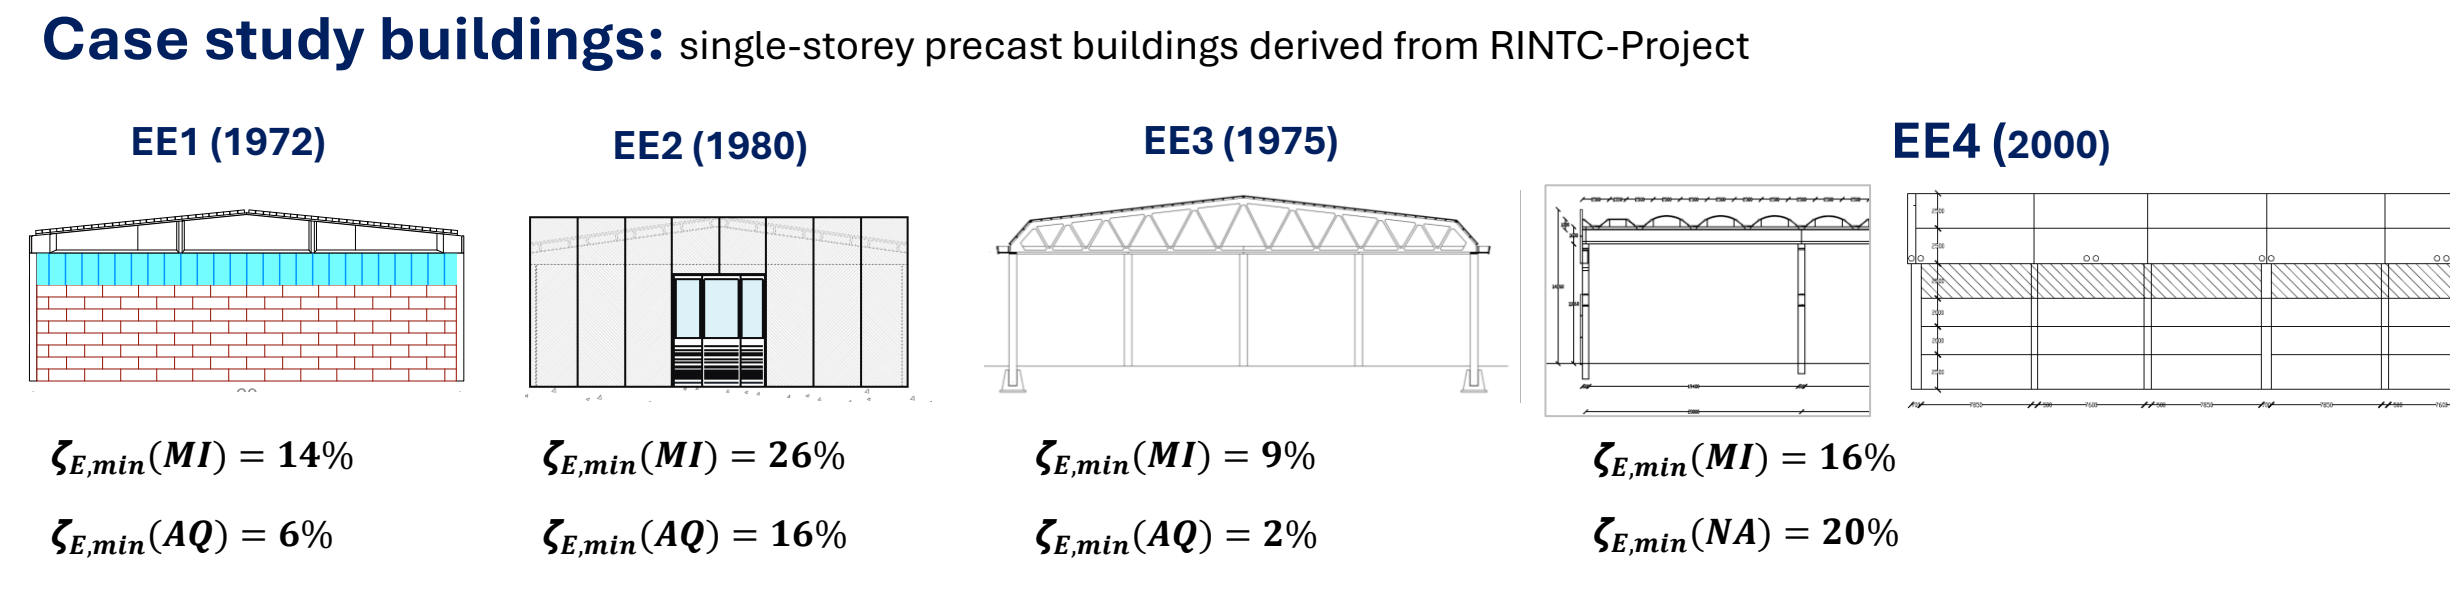 Case study buildings: single-storey precast buildings derived from RINTC-Project
EE1 (1972)
EE2 (1980)
EE3 (1975)
EE4 (2000)
ζE,min(MI) = 14%
ζE,min(MI) = 26%
ζE,min(MI) = 9%
ζE,min(MI) = 16%
ζE,min(AQ) = 6%
ζE,min(AQ) = 16%
ζE,min(AQ) = 2%
ζE,min(NA) = 20%